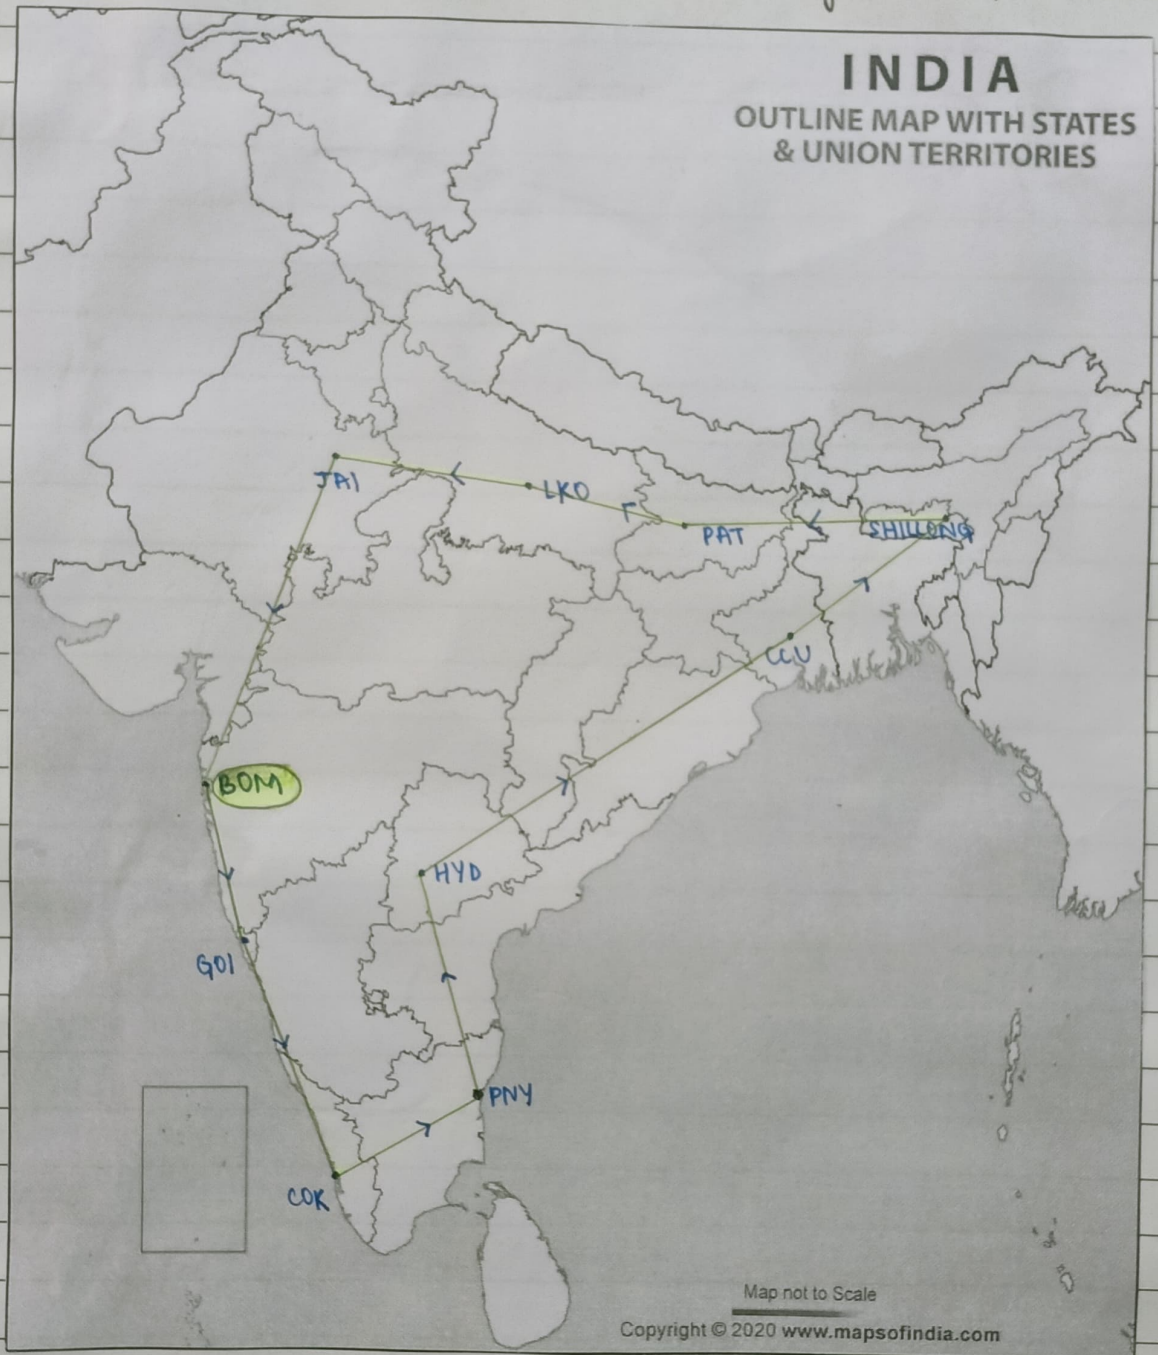 INDIA
OUTLINE MAP WITH STATES
& UNION TERRITORIES
JAI
LKO
PAT
SHILLONG
CCU
BOM
HYD
GOI
PNY
COK
Map not to Scale
Copyright © 2020 www.mapsofindia.com